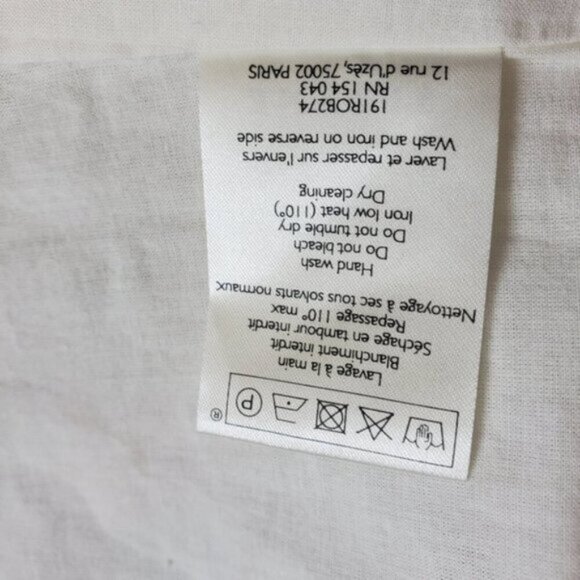 P
®
Lavage à la main
Blanchiment interdit
Séchage en tambour interdit
Repassage 110° max
Nettoyage à sec tous solvants normaux
Hand wash
Do not bleach
Do not tumble dry
Iron low heat (110°)
Dry cleaning
Laver et repasser sur l'envers
Wash and iron on reverse side
191ROB274
RN 154 043
12 rue d'Uzès, 75002 PARIS